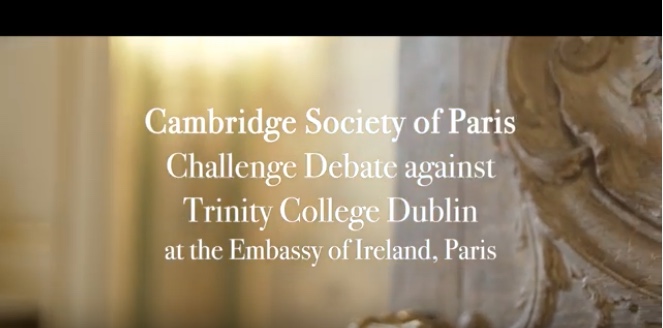 Cambridge Society of Paris
Challenge Debate against
Trinity College Dublin
at the Embassy of Ireland, Paris